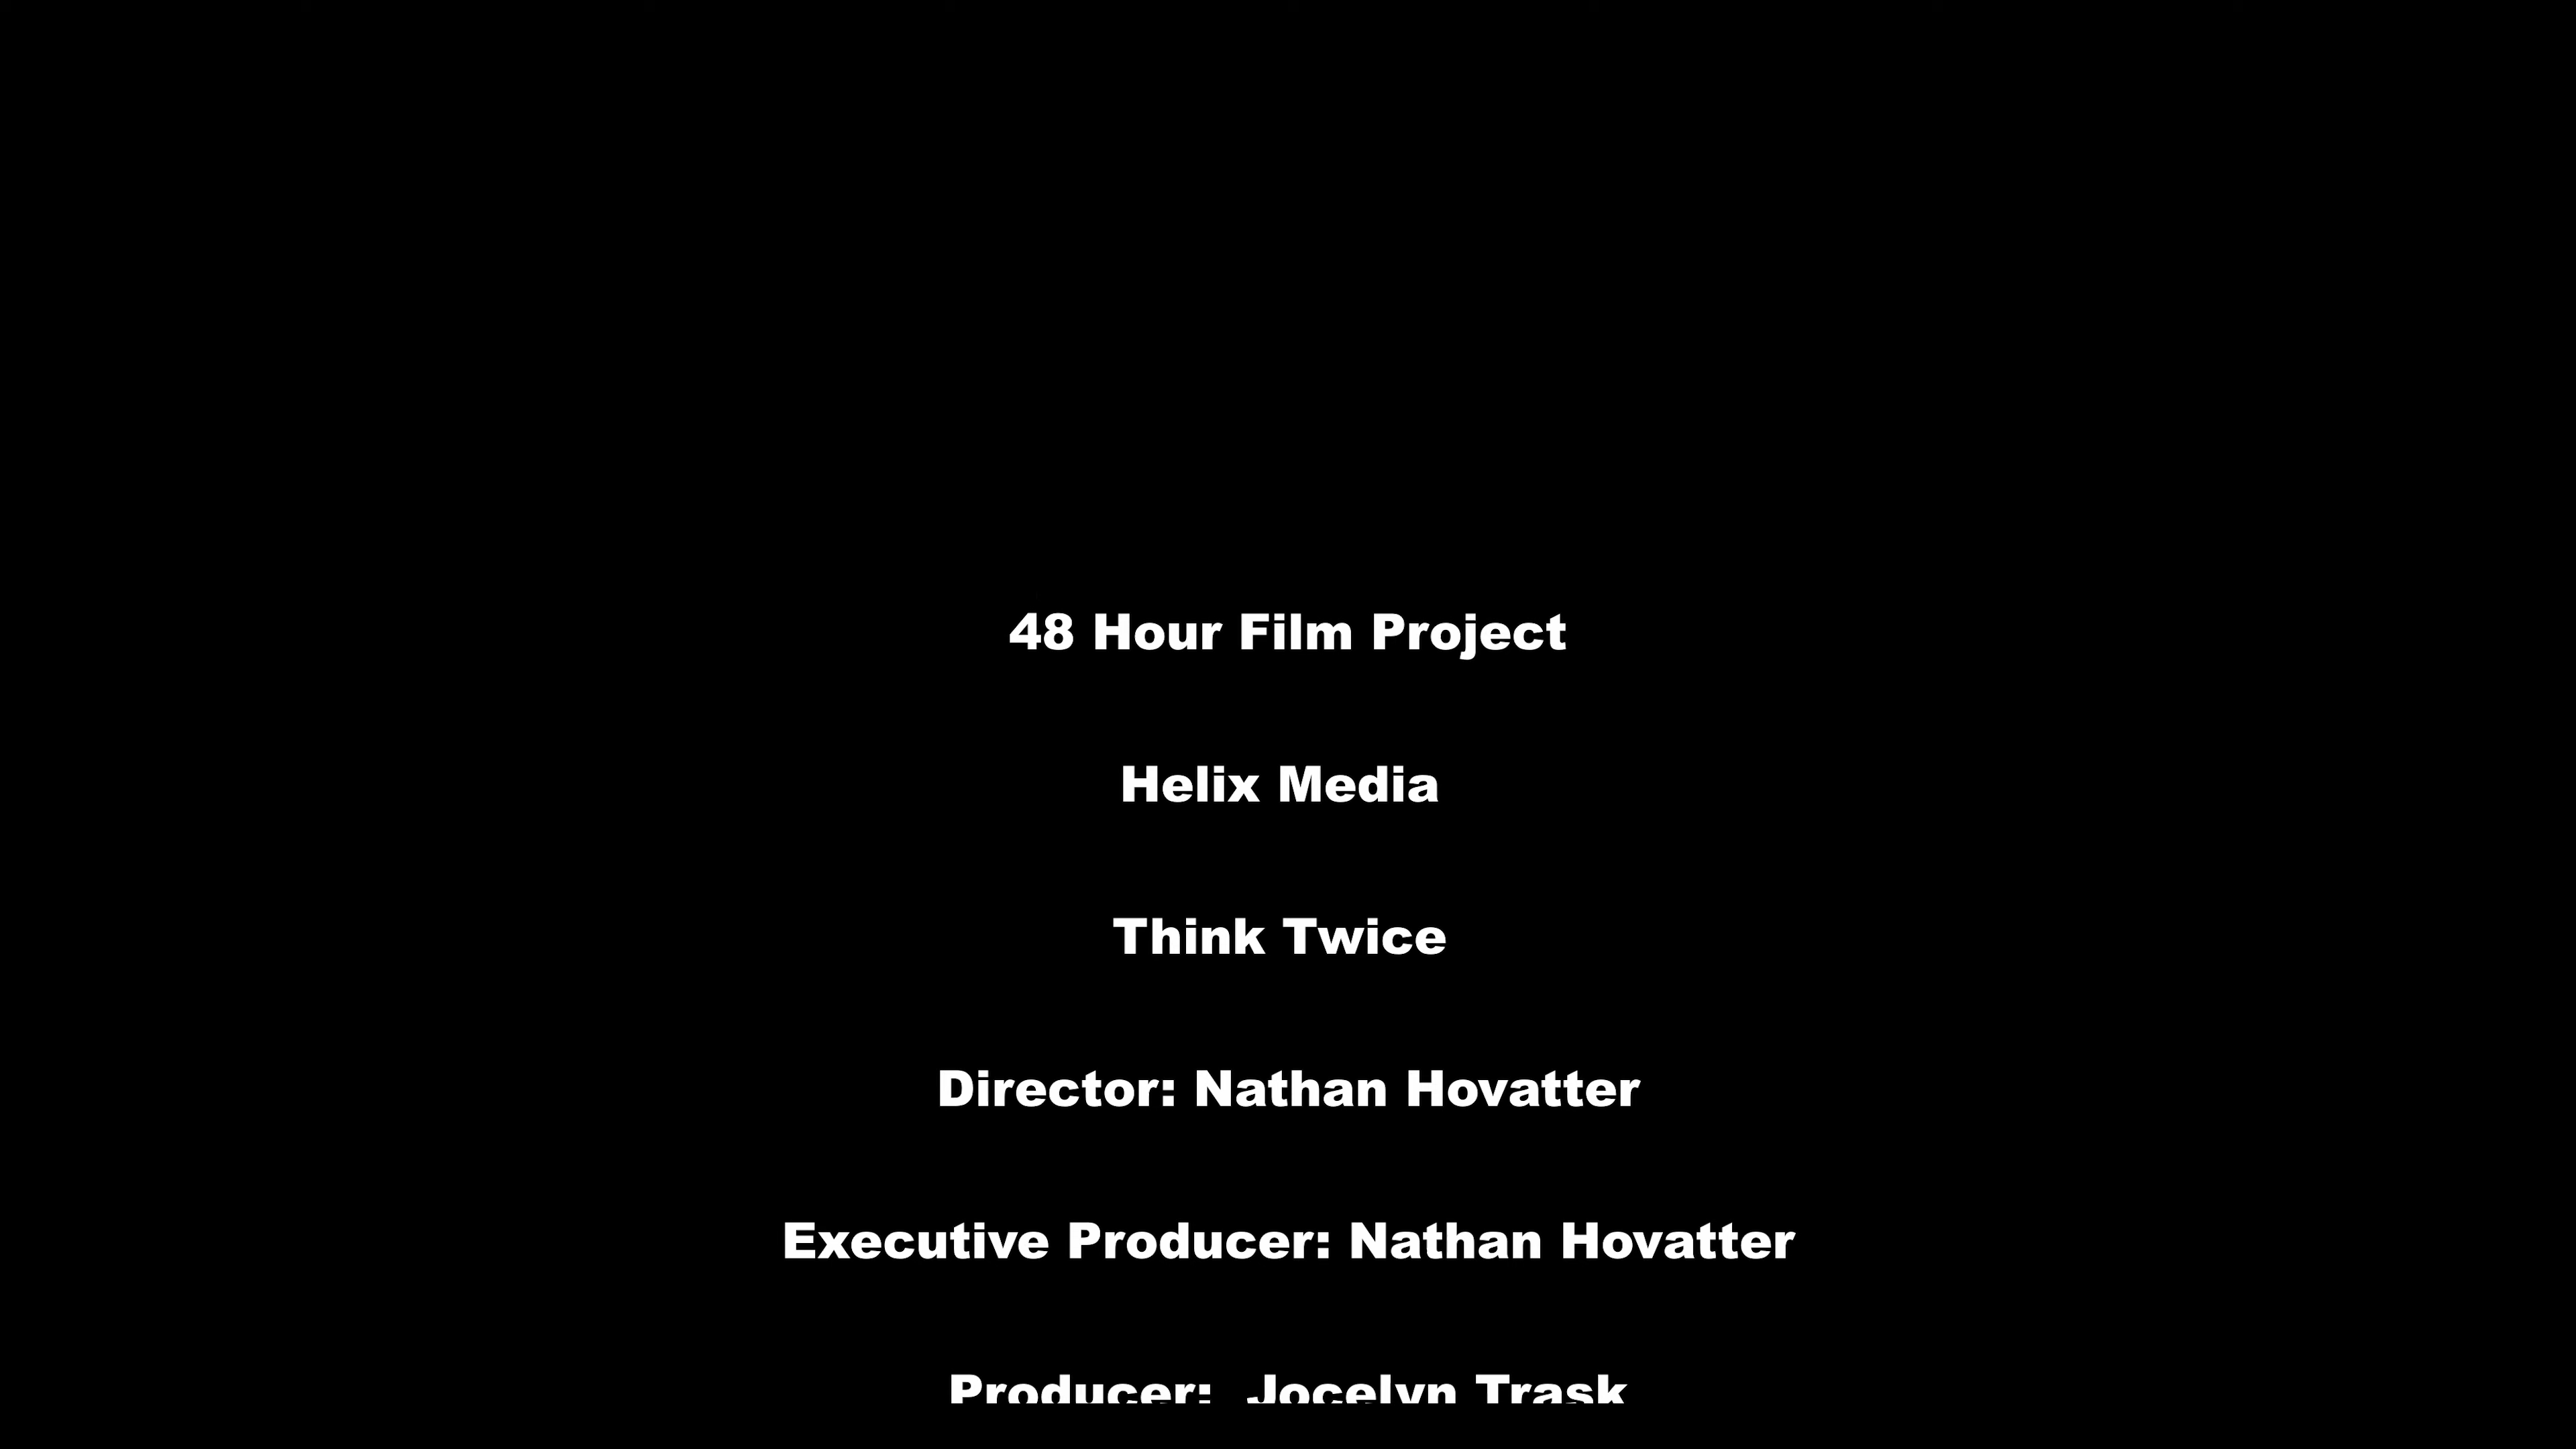 48 Hour Film Project
Helix Media
Think Twice
Director: Nathan Hovatter
Executive Producer: Nathan Hovatter
Producer:  Jocelyn Trask